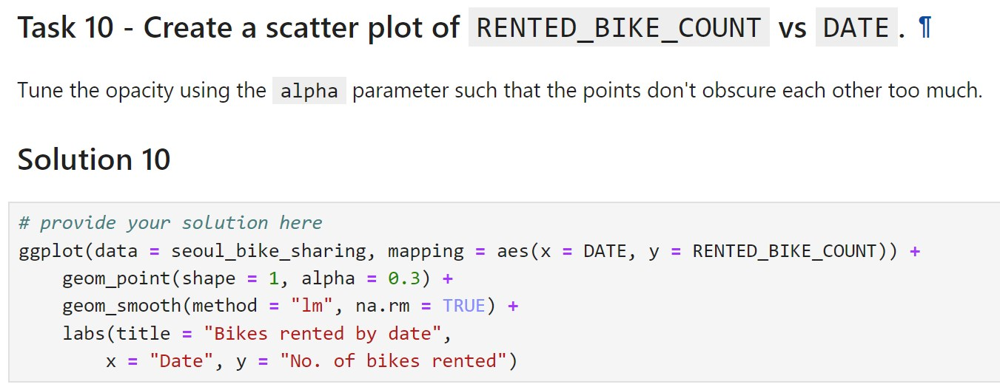 Task 10 - Create a scatter plot of RENTED_BIKE_COUNT vs DATE. ¶
Tune the opacity using the alpha parameter such that the points don't obscure each other too much.
Solution 10
# provide your solution here
ggplot(data = seoul_bike_sharing, mapping = aes(x = DATE, y = RENTED_BIKE_COUNT)) +
    geom_point(shape = 1, alpha = 0.3) +
    geom_smooth(method = "lm", na.rm = TRUE) +
    labs(title = "Bikes rented by date",
        x = "Date", y = "No. of bikes rented")